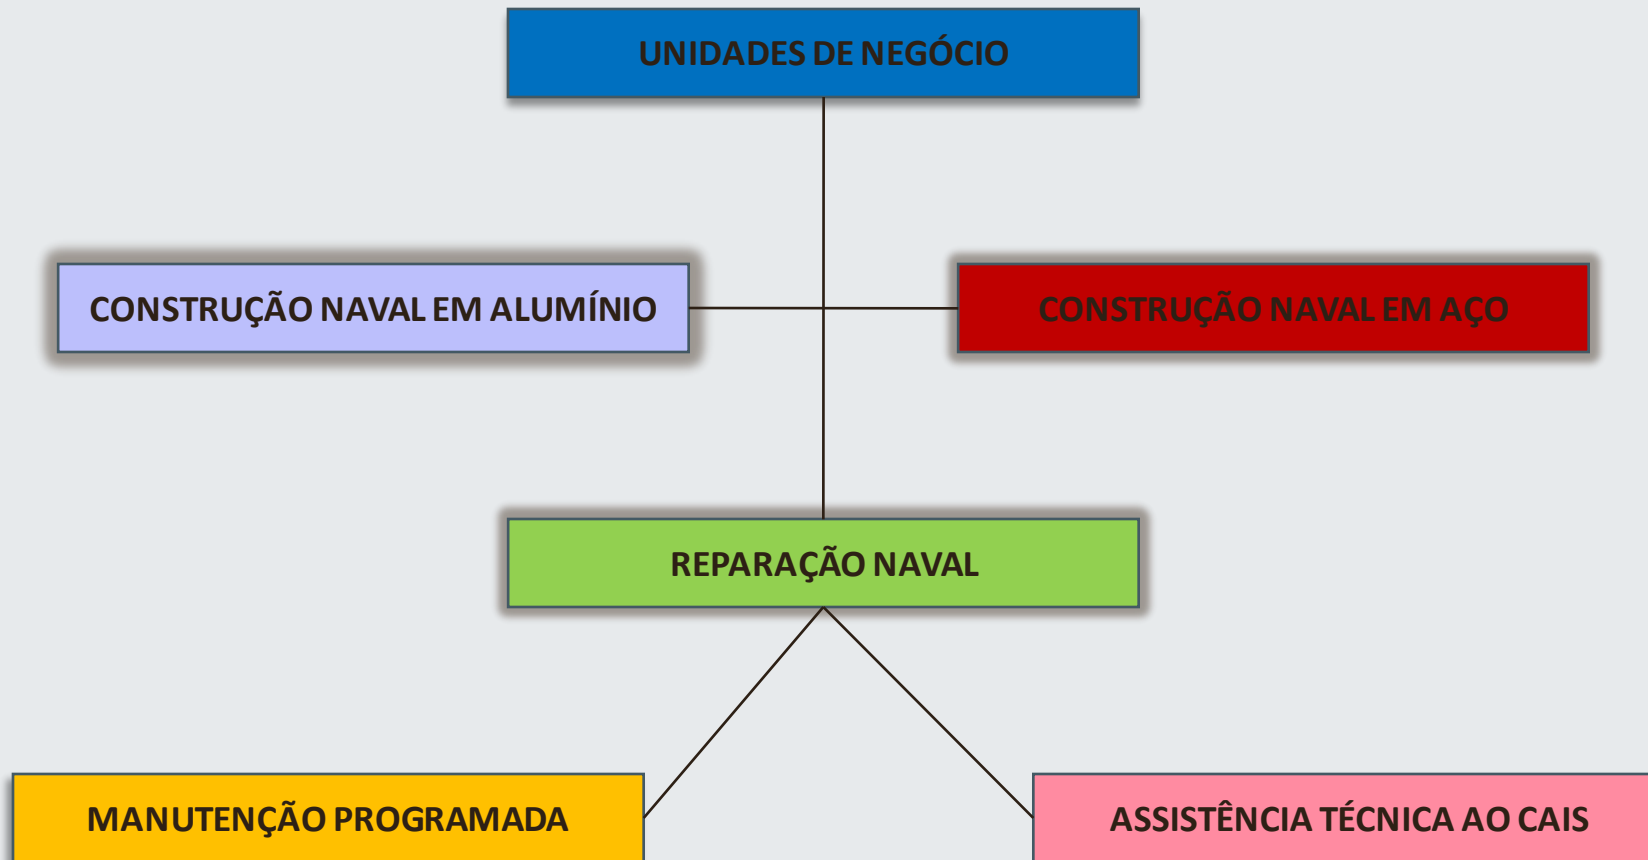 UNIDADES DE NEGÓCIO
CONSTRUÇÃO NAVAL EM ALUMÍNIO
CONSTRUÇÃO NAVAL EM AÇO
REPARAÇÃO NAVAL
MANUTENÇÃO PROGRAMADA
ASSISTÊNCIA TÉCNICA AO CAIS